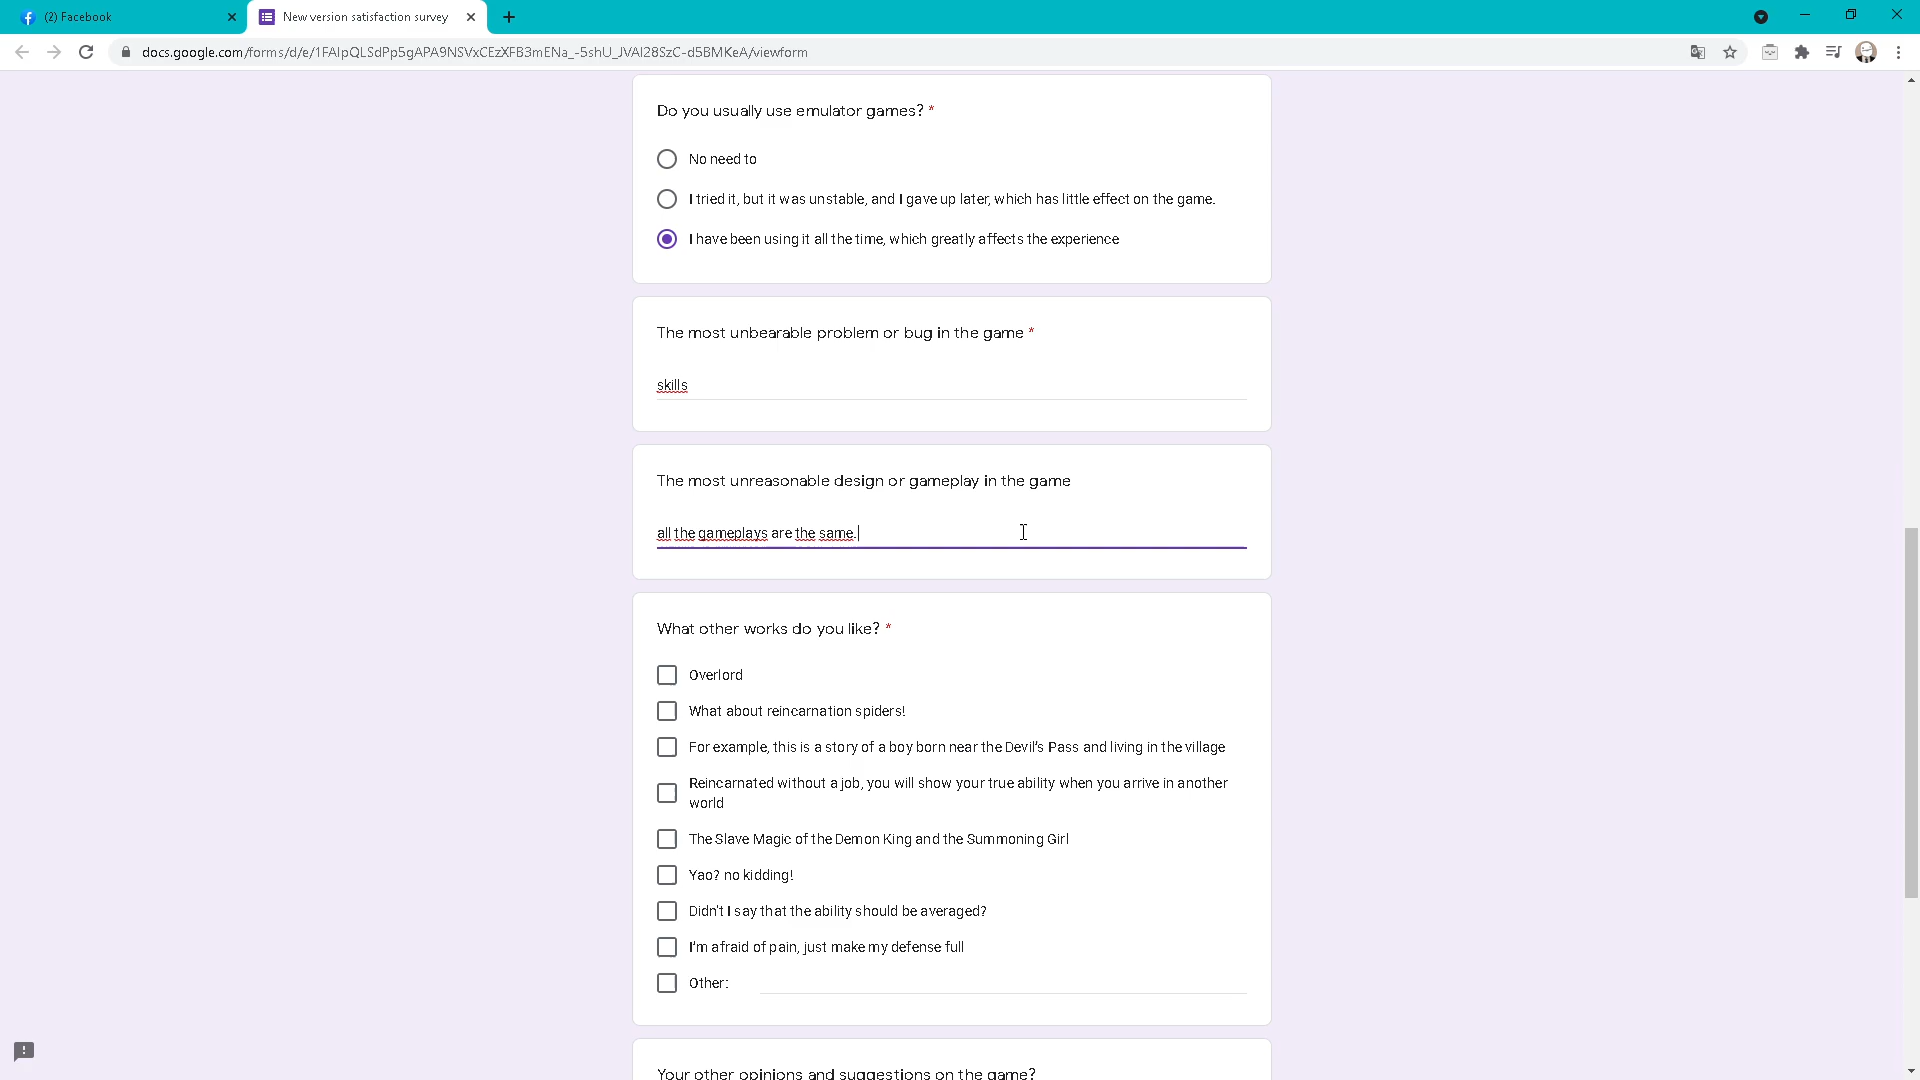 (2) Facebook
New version satisfaction survey
docs.google.com/forms/d/e/1FAIpQLSdPp5gAPA9NSVxCEzXFB3mENa_-5shU_JVAI28SzC-d5BMKeA/viewform
Do you usually use emulator games? *
No need to
I tried it, but it was unstable, and I gave up later, which has little effect on the game.
I have been using it all the time, which greatly affects the experience
The most unbearable problem or bug in the game *
skills
The most unreasonable design or gameplay in the game
all the gameplays are the same.
What other works do you like? *
Overlord
What about reincarnation spiders!
For example, this is a story of a boy born near the Devil's Pass and living in the village
Reincarnated without a job, you will show your true ability when you arrive in another
world
The Slave Magic of the Demon King and the Summoning Girl
Yao? no kidding!
Didn't I say that the ability should be averaged?
I'm afraid of pain, just make my defense full
Other:
Your other opinions and suggestions on the game?